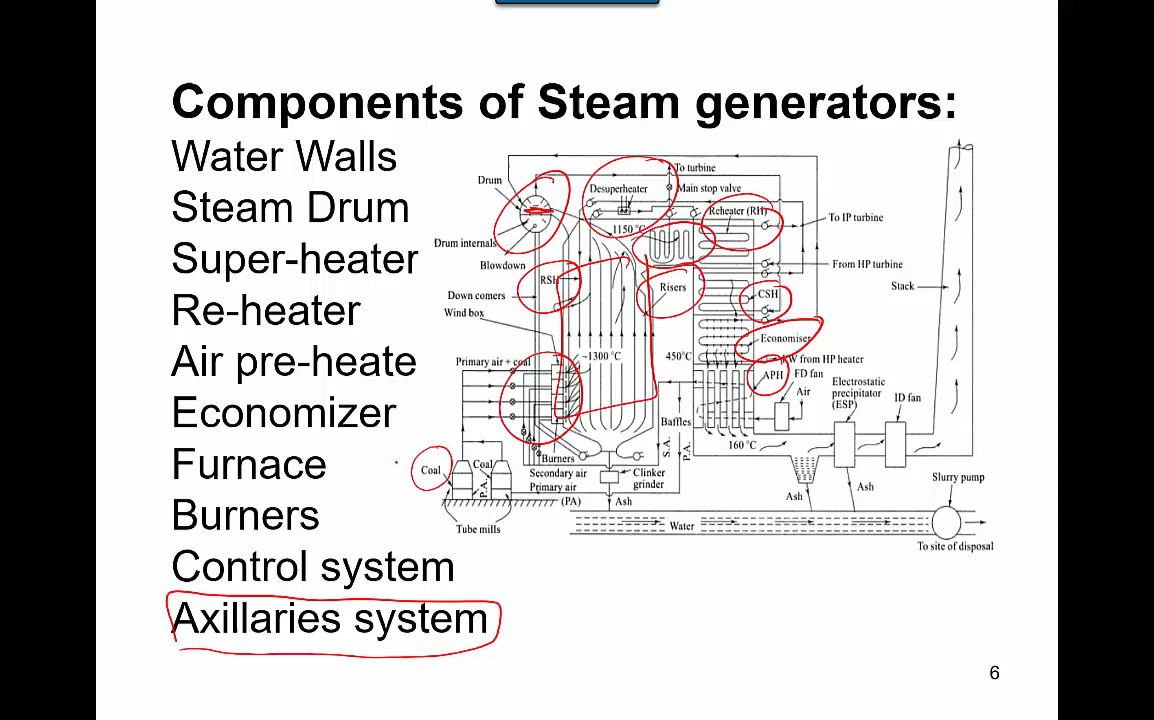 Components of Steam generators:
Water Walls
Steam Drum
Super-heater
Re-heater
Air pre-heate
Economizer
Furnace
Burners
Control system
Axillaries system
Drum
Drum internals
Blowdown
RSH
Down comers
Wind box
Primary air + coal
Coal
Coal
P.A.
Tube mills
Desuperheater
To turbine
Main stop valve
1150 °C
Reheater (RH)
To IP turbine
From HP turbine
Risers
CSH
Stack
Economiser
~1300 °C
450°C
W from HP heater
APH
FD fan
Air
Electrostatic
precipitator
(ESP)
ID fan
Baffles
S.A.
P.A.
160 °C
Burners
Secondary air
Primary air
(PA)
Clinker
grinder
Ash
Ash
Ash
Slurry pump
Water
To site of disposal
6